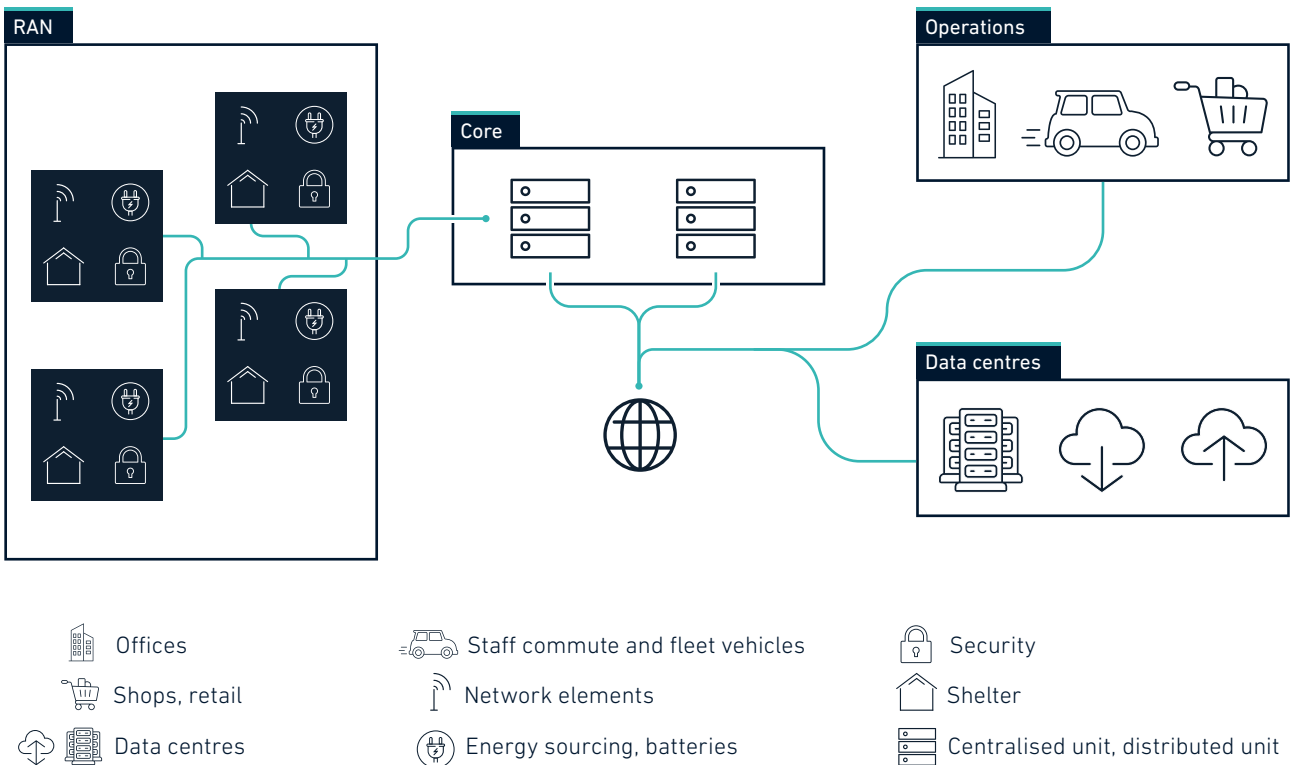 RAN
Operations
Core
Data centres
Offices
Staff commute and fleet vehicles
Security
Shops, retail
Network elements
Shelter
Data centres
Energy sourcing, batteries
Centralised unit, distributed unit